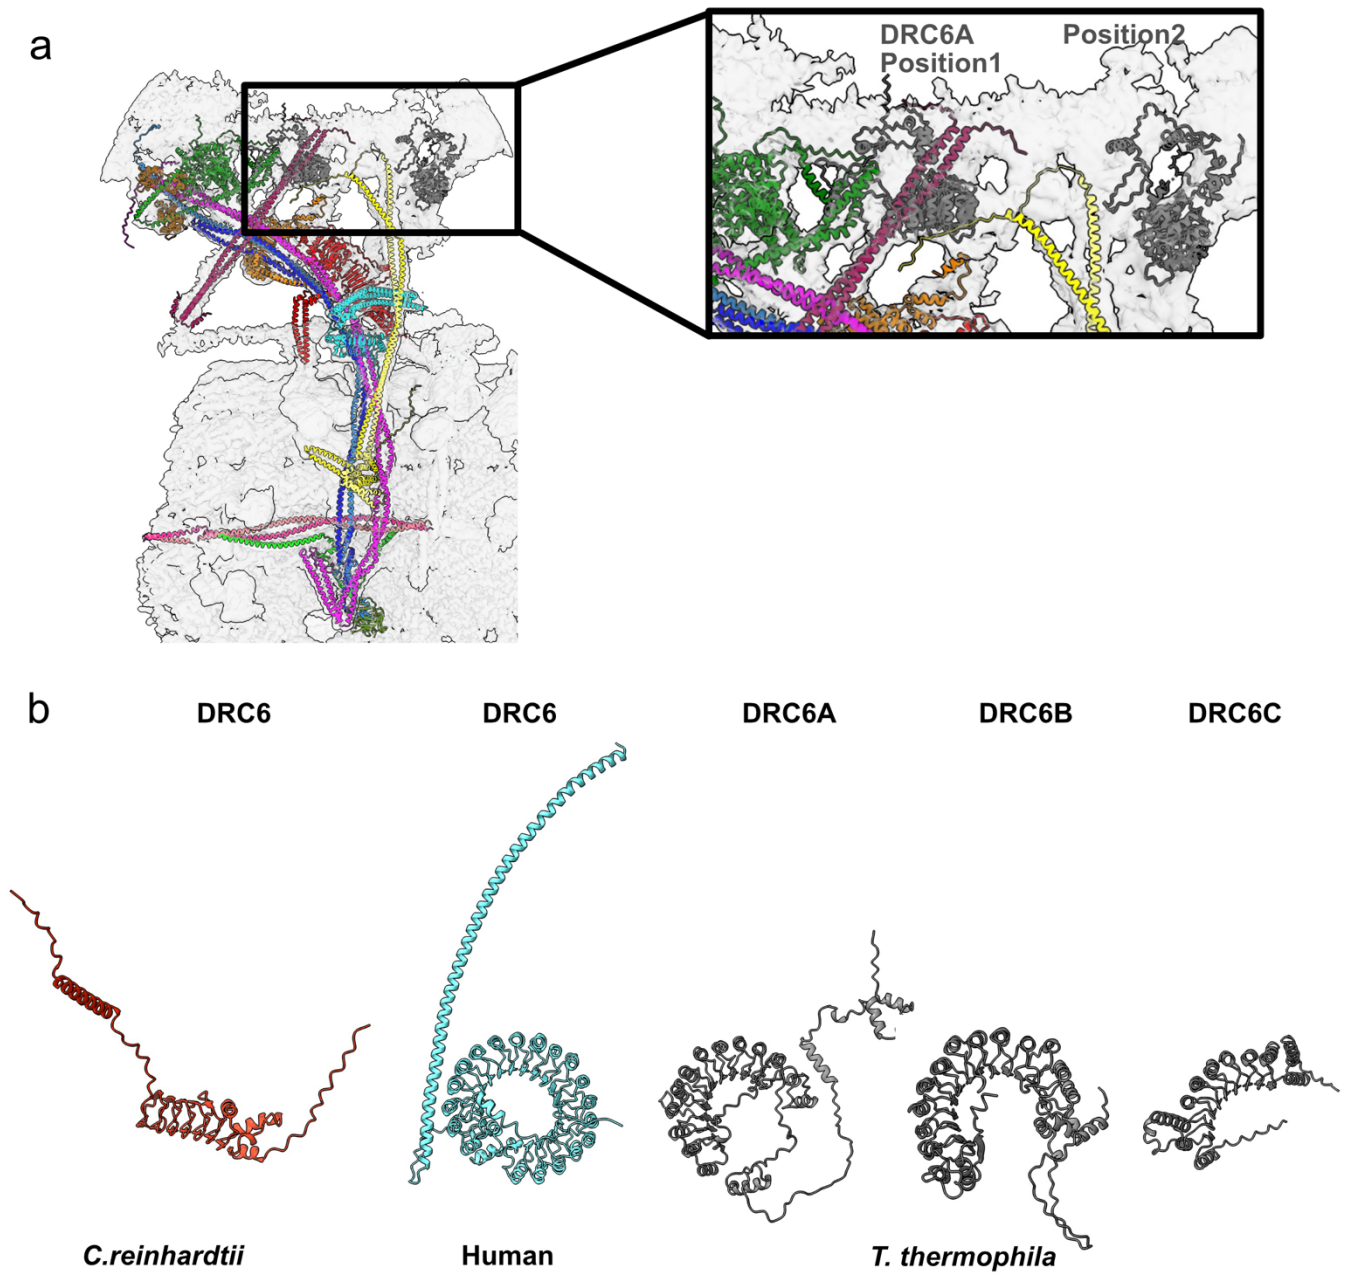 a
DRC6A Position2
Position1
b
DRC6 DRC6 DRC6A DRC6B DRC6C
C.reinhardtii Human T. thermophila